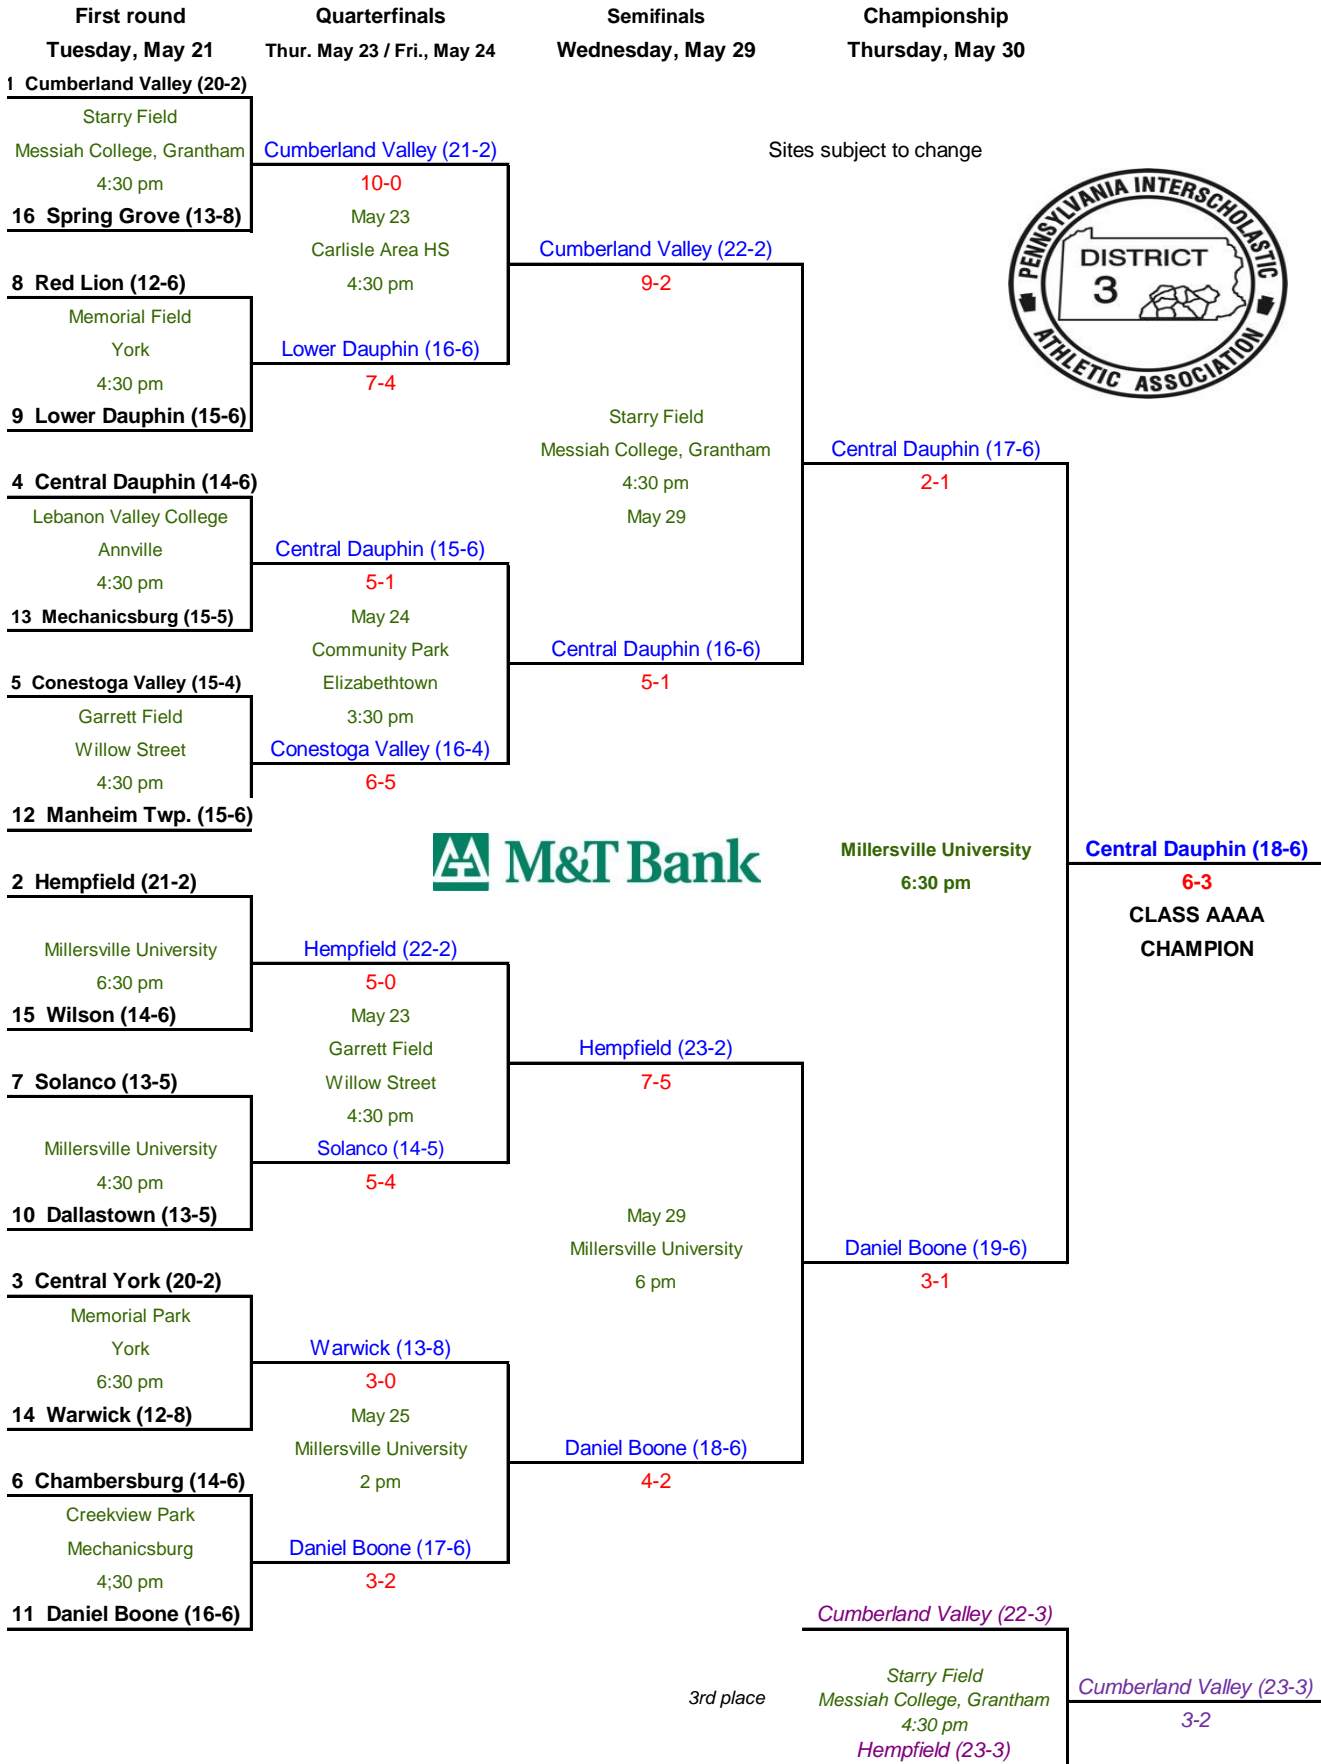 First round Quarterfinals Semifinals Championship
Tuesday, May 21 Thur. May 23 / Fri., May 24 Wednesday, May 29 Thursday, May 30
1 Cumberland Valley (20-2)
Starry Field
Messiah College, Grantham
4:30 pm
16 Spring Grove (13-8)
8 Red Lion (12-6)
Memorial Field
York
4:30 pm
9 Lower Dauphin (15-6)
4 Central Dauphin (14-6)
Lebanon Valley College
Annville
4:30 pm
13 Mechanicsburg (15-5)
5 Conestoga Valley (15-4)
Garrett Field
Willow Street
4:30 pm
12 Manheim Twp. (15-6)
2 Hempfield (21-2)
Millersville University
6:30 pm
15 Wilson (14-6)
7 Solanco (13-5)
Millersville University
4:30 pm
10 Dallastown (13-5)
3 Central York (20-2)
Memorial Park
York
6:30 pm
14 Warwick (12-8)
6 Chambersburg (14-6)
Creekview Park
Mechanicsburg
4;30 pm
11 Daniel Boone (16-6)
Cumberland Valley (21-2)
10-0
May 23
Carlisle Area HS
4:30 pm
Lower Dauphin (16-6)
7-4
Central Dauphin (15-6)
5-1
May 24
Community Park
Elizabethtown
3:30 pm
Conestoga Valley (16-4)
6-5
M&T Bank
Hempfield (22-2)
5-0
May 23
Garrett Field
Willow Street
4:30 pm
Solanco (14-5)
5-4
Warwick (13-8)
3-0
May 25
Millersville University
2 pm
Daniel Boone (17-6)
3-2
Cumberland Valley (22-2)
9-2
Starry Field
Messiah College, Grantham
4:30 pm
May 29
Central Dauphin (16-6)
5-1
Hempfield (23-2)
7-5
May 29
Millersville University
6 pm
Daniel Boone (18-6)
4-2
Sites subject to change
PENNSYLVANIA INTERSCHOLASTIC
DISTRICT
3
ATHLETIC ASSOCIATION
Central Dauphin (17-6)
2-1
Millersville University
6:30 pm
Daniel Boone (19-6)
3-1
Central Dauphin (18-6)
6-3
CLASS AAAA
CHAMPION
3rd place
Cumberland Valley (22-3)
Starry Field
Messiah College, Grantham
4:30 pm
Hempfield (23-3)
Cumberland Valley (23-3)
3-2